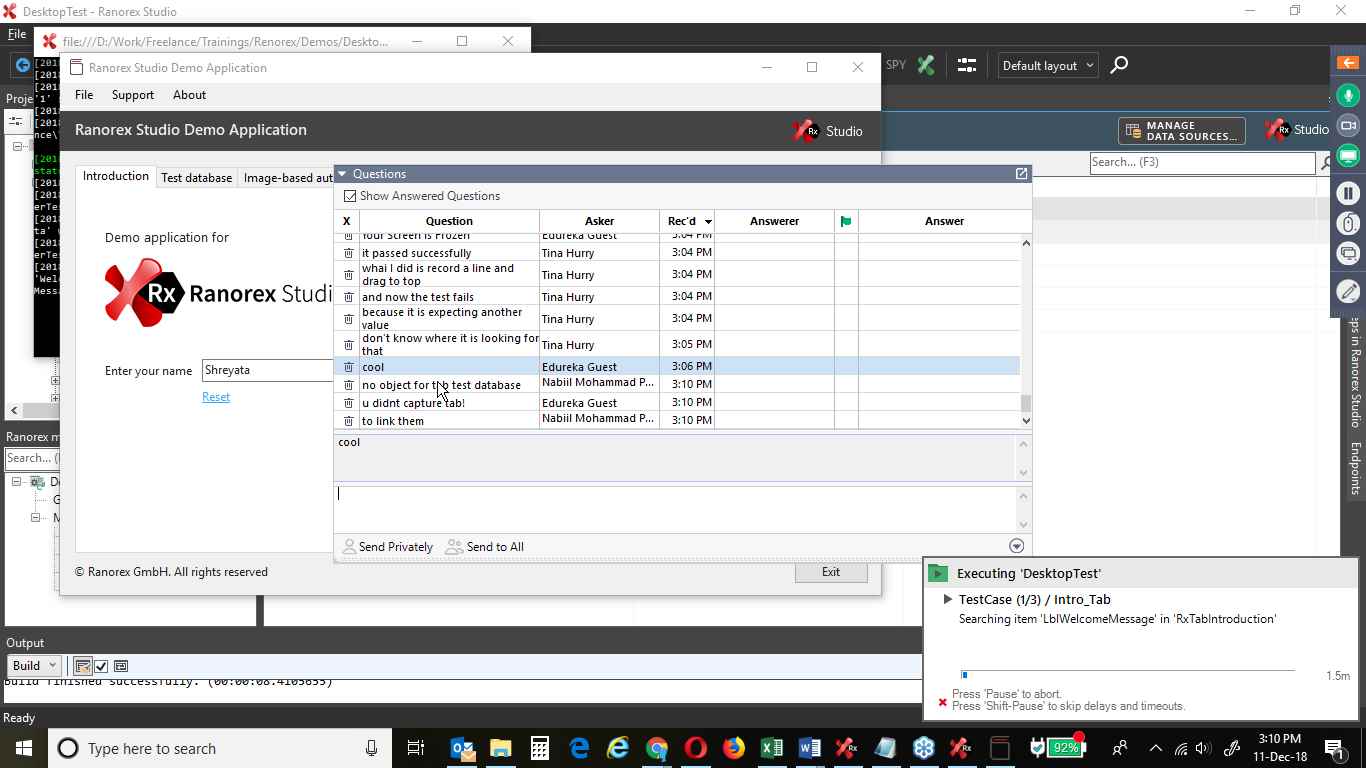 DesktopTest - Ranorex Studio
File
file:///D:/Work/Freelance/Trainings/Renorex/Demos/Deskto...
Ranorex Studio Demo Application
SPY
Default layout
File Support About
Ranorex Studio Demo Application
Rx Studio
MANAGE
DATA SOURCES...
Rx Studio
Search... (F3)
Introduction
Test database
Image-based aut
Questions
Show Answered Questions
X Question Asker Rec'd Answerer Answer
Your Screen is Frozen Edureka Guest 3:04 PM
it passed successfully Tina Hurry 3:04 PM
whai I did is record a line and
drag to top Tina Hurry 3:04 PM
and now the test fails Tina Hurry 3:04 PM
because it is expecting another
value Tina Hurry 3:04 PM
don't know where it is looking for
that Tina Hurry 3:05 PM
cool Edureka Guest 3:06 PM
no object for tab test database Nabiil Mohammad P... 3:10 PM
u didnt capture tab! Edureka Guest 3:10 PM
to link them Nabiil Mohammad P... 3:10 PM
cool
Send Privately
Send to All
Demo application for
Rx Ranorex Studi
Enter your name
Shreyata
Reset
© Ranorex GmbH. All rights reserved
Exit
Ranorex m
Search... (
Executing 'DesktopTest'
TestCase (1/3) / Intro_Tab
Searching item 'LblWelcomeMessage' in 'RxTabIntroduction'
1.5m
Press 'Pause' to abort.
Press 'Shift-Pause' to skip delays and timeouts.
eps in Ranorex Studio
Endpoints
Output
Build
Build finished successfully. (00:00:08.4105655)
Ready
Type here to search
92%
3:10 PM
11-Dec-18
1